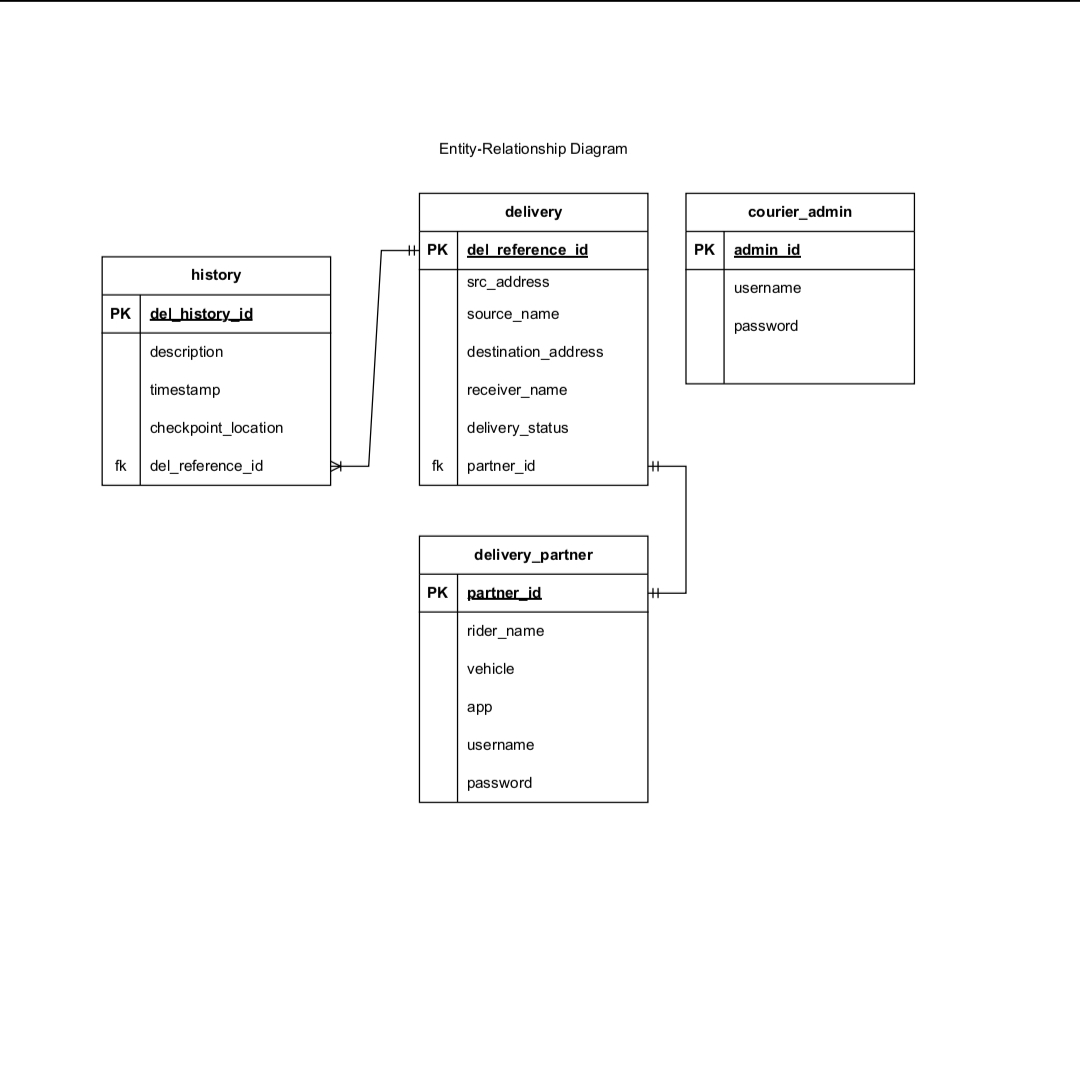 Entity-Relationship Diagram
history
PK del_history_id
description
timestamp
checkpoint_location
fk del_reference_id
delivery
PK del_reference_id
src_address
source_name
destination_address
receiver_name
delivery_status
fk partner_id
courier_admin
PK admin_id
username
password
delivery_partner
PK partner_id
rider_name
vehicle
app
username
password